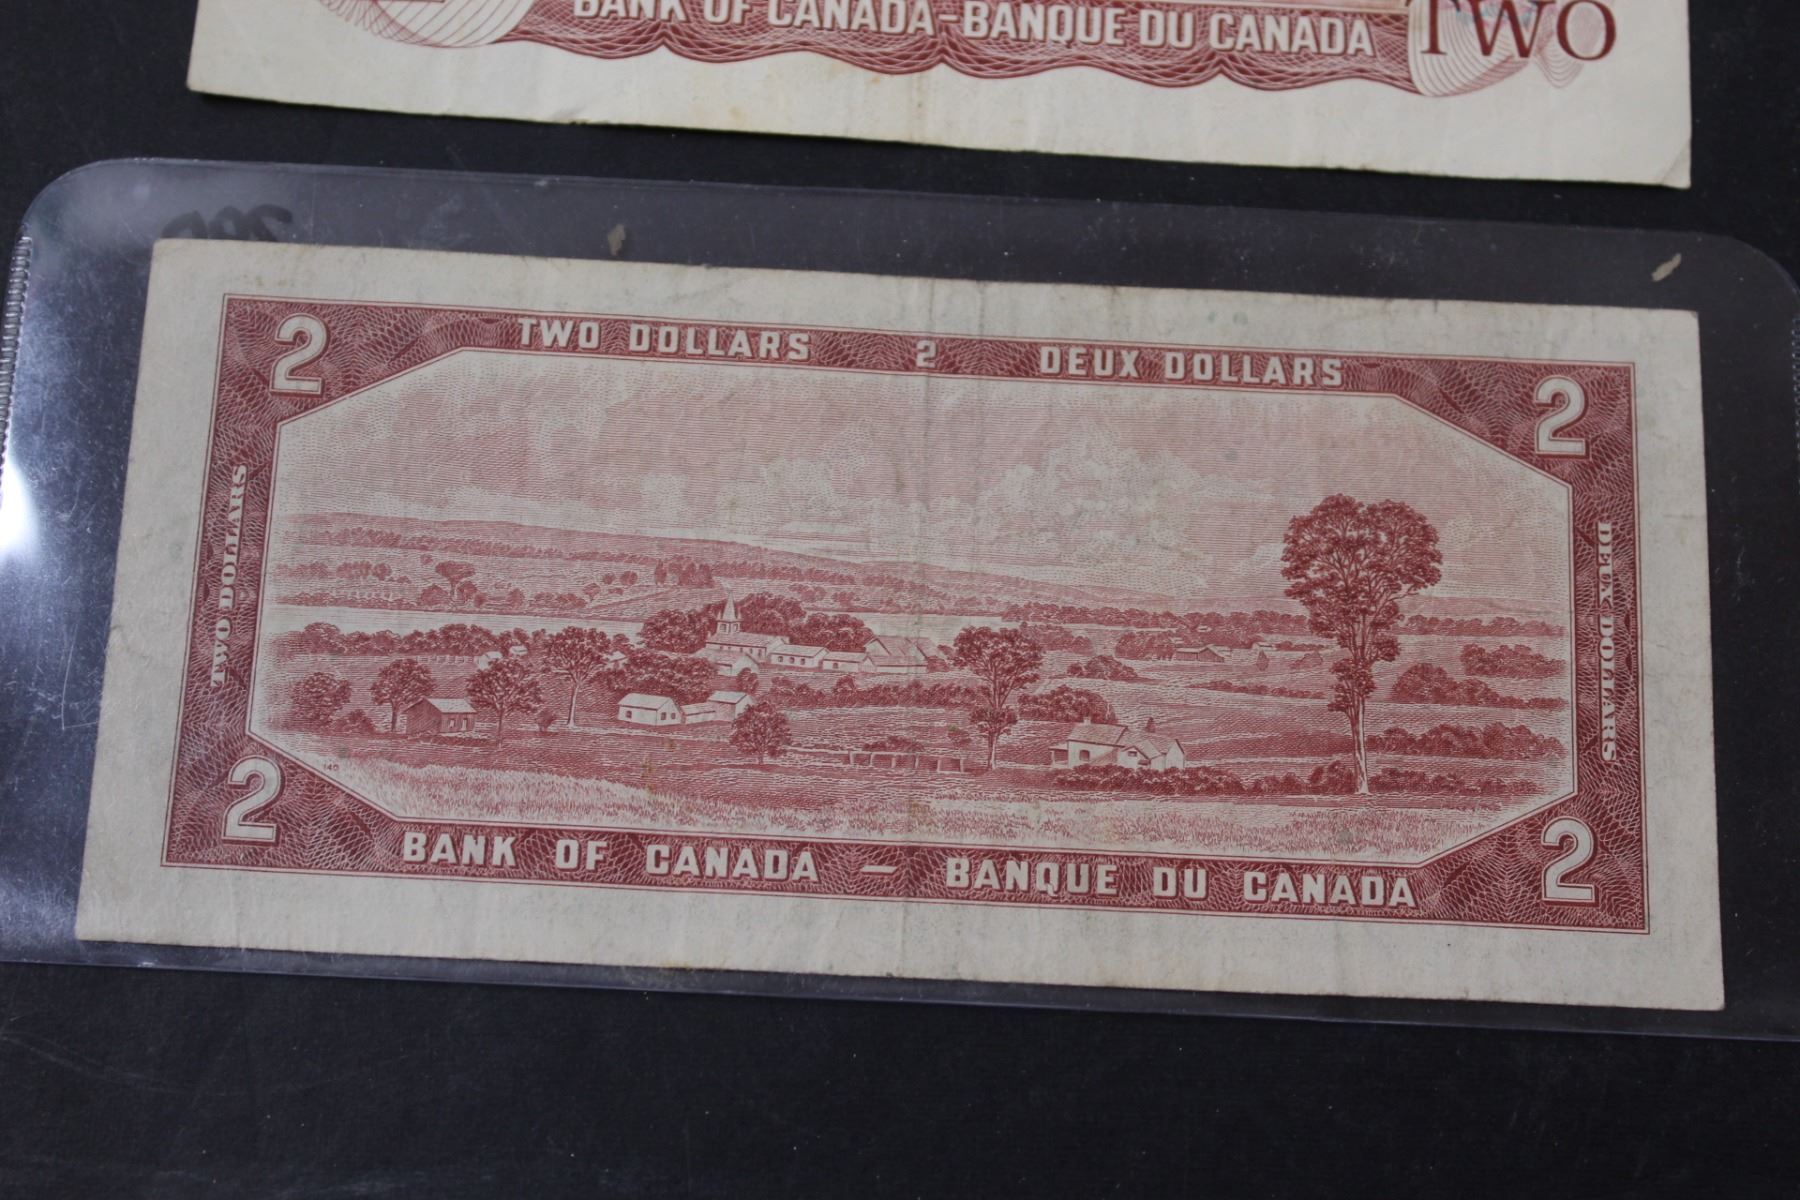 BANK OF CANADA-BANQUE DU CANADA TWO
2 TWO DOLLARS 2 DEUX DOLLARS 2
TWO DOLLARS
DEUX DOLLARS
140
2 BANK OF CANADA — BANQUE DU CANADA 2